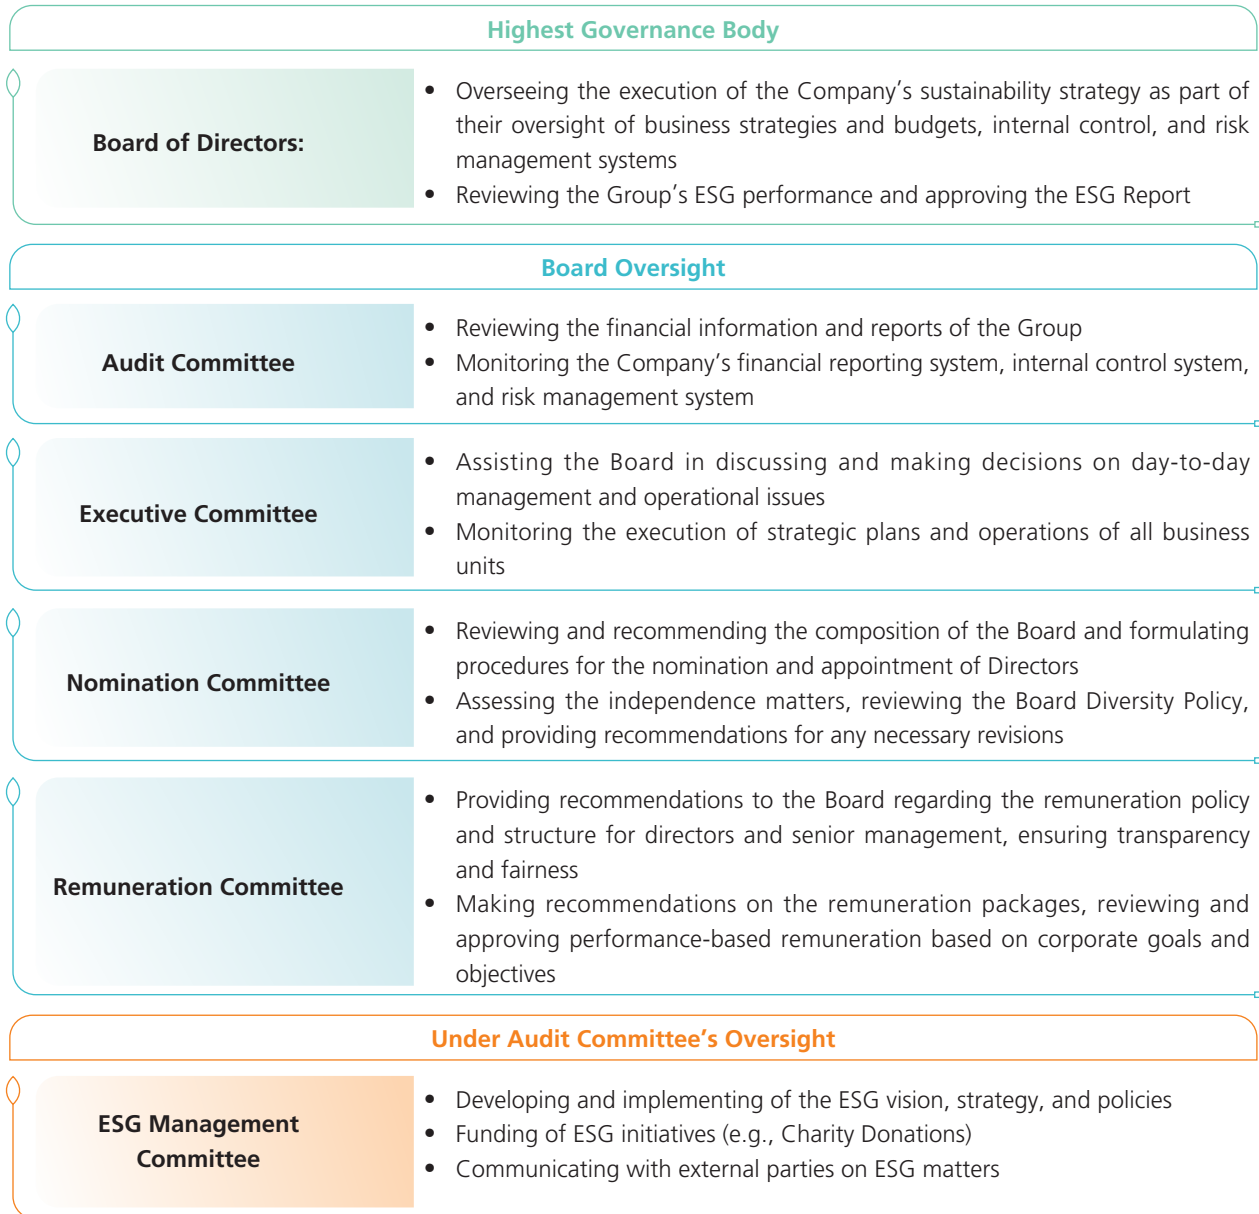 Highest Governance Body
Board of Directors:
• Overseeing the execution of the Company’s sustainability strategy as part of
their oversight of business strategies and budgets, internal control, and risk
management systems
• Reviewing the Group’s ESG performance and approving the ESG Report
Board Oversight
Audit Committee
• Reviewing the financial information and reports of the Group
• Monitoring the Company’s financial reporting system, internal control system,
and risk management system
Executive Committee
• Assisting the Board in discussing and making decisions on day-to-day
management and operational issues
• Monitoring the execution of strategic plans and operations of all business
units
Nomination Committee
• Reviewing and recommending the composition of the Board and formulating
procedures for the nomination and appointment of Directors
• Assessing the independence matters, reviewing the Board Diversity Policy,
and providing recommendations for any necessary revisions
Remuneration Committee
• Providing recommendations to the Board regarding the remuneration policy
and structure for directors and senior management, ensuring transparency
and fairness
• Making recommendations on the remuneration packages, reviewing and
approving performance-based remuneration based on corporate goals and
objectives
Under Audit Committee’s Oversight
ESG Management
Committee
• Developing and implementing of the ESG vision, strategy, and policies
• Funding of ESG initiatives (e.g., Charity Donations)
• Communicating with external parties on ESG matters